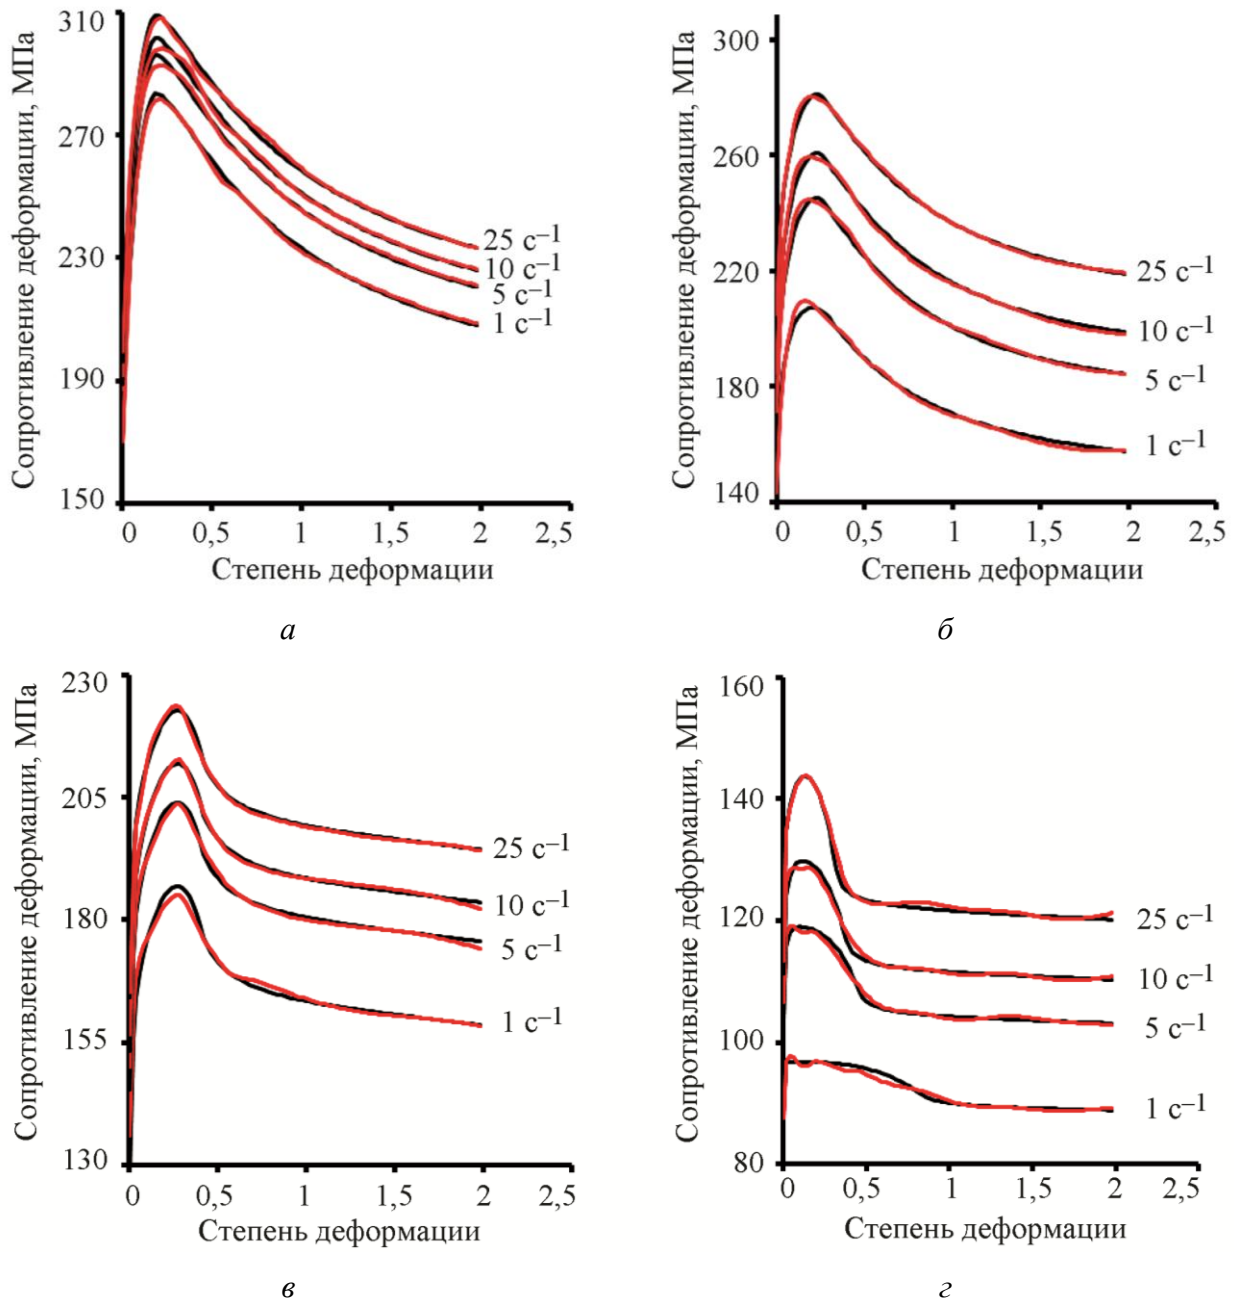 Сопротивление деформации, МПа
310
270
230
190
150
25 с–1
10 с–1
5 с–1
1 с–1
0 0,5 1 1,5 2 2,5
Степень деформации
а
Сопротивление деформации, МПа
300
260
220
180
140
25 с–1
10 с–1
5 с–1
1 с–1
0 0,5 1 1,5 2 2,5
Степень деформации
б
Сопротивление деформации, МПа
230
205
180
155
130
25 с–1
10 с–1
5 с–1
1 с–1
0 0,5 1 1,5 2 2,5
Степень деформации
в
Сопротивление деформации, МПа
160
140
120
100
80
25 с–1
10 с–1
5 с–1
1 с–1
0 0,5 1 1,5 2 2,5
Степень деформации
г